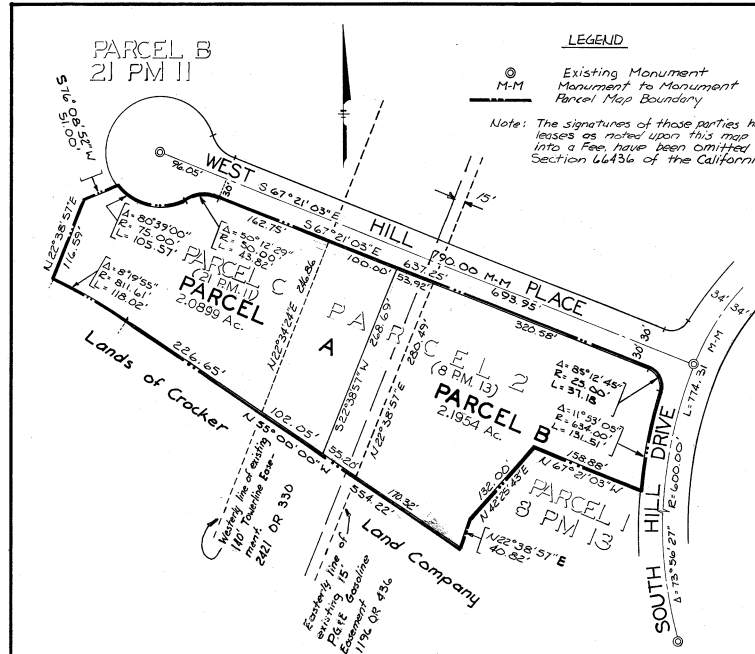 PARCEL B
21 PM 11
LEGEND
Existing Monument
M-M Monument to Monument
Parcel Map Boundary
Note: The signatures of those parties h
leases as noted upon this map
into a Fee, have been omitted
Section 66436 of the Californi
S 76° 08' 52" W
51.00'
96.05'
30'
WEST HILL PLACE
S 67° 21' 03" E
15'
162.75'
S 67° 21' 03" E
790.00 M-M
637.25'
693.95'
100.00'
53.92'
320.58'
34' 34'
30' 30'
M-M
N 22° 38' 57" E
116.59'
Δ= 80°39'00"
R= 75.00'
L= 105.57'
Δ= 50°12'29"
R= 50.00'
L= 43.82'
Δ= 8°19'55"
R= 811.61'
L= 118.02'
PARCEL C
(21 PM 11)
PARCEL
2.0899 Ac.
A
N 22° 34' 24" E
246.86
S 22° 38' 57" W
268.69'
280.49'
N 22° 38' 57" E
PARCEL 2
(8 P.M. 13)
PARCEL B
2.1954 Ac.
Δ= 85°12'45"
R= 25.00'
L= 37.18
Δ= 11°53'05"
R= 634.00'
L= 131.51'
L= 774.31
R= 600.00'
Δ= 73° 56' 27"
SOUTH HILL DRIVE
158.88'
N 67° 21' 03" W
132.00'
N 42° 25' 43" E
PARCEL 1
8 PM 13
N 22° 38' 57" E
40.82'
226.65'
102.05'
N 55° 00' 00" W
55.20'
554.22'
170.32'
Lands of Crocker
Land Company
Westerly line of existing
140' Towerline Ease-
ment.
2421 OR 330
Easterly line of
existing 15'
PG&E Gasoline
Easement
1196 OR 436